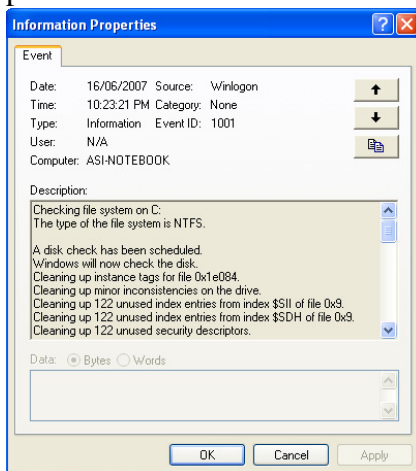 Information Properties
Event
Date: 16/06/2007 Source: Winlogon
Time: 10:23:21 PM Category: None
Type: Information Event ID: 1001
User: N/A
Computer: ASI-NOTEBOOK
Description:
Checking file system on C:
The type of the file system is NTFS.
A disk check has been scheduled.
Windows will now check the disk.
Cleaning up instance tags for file 0x1e084.
Cleaning up minor inconsistencies on the drive.
Cleaning up 122 unused index entries from index $SII of file 0x9.
Cleaning up 122 unused index entries from index $SDH of file 0x9.
Cleaning up 122 unused security descriptors.
Data: Bytes Words
OK Cancel Apply